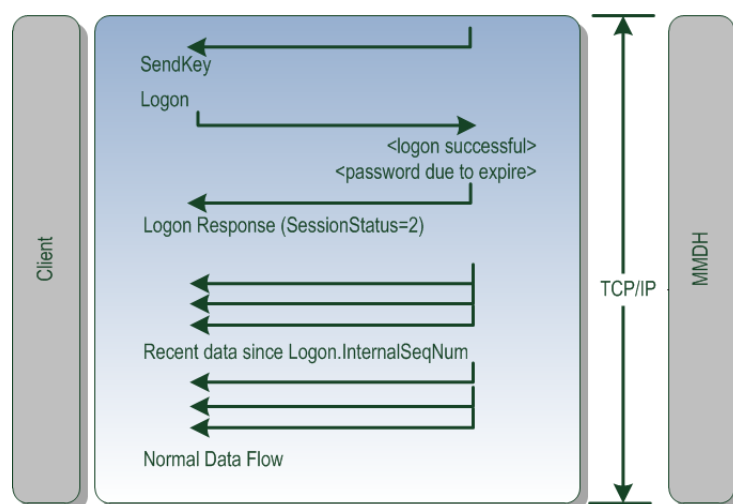 SendKey
Logon
<logon successful>
<password due to expire>
Logon Response (SessionStatus=2)
Client
TCP/IP
MMDH
Recent data since Logon.InternalSeqNum
Normal Data Flow